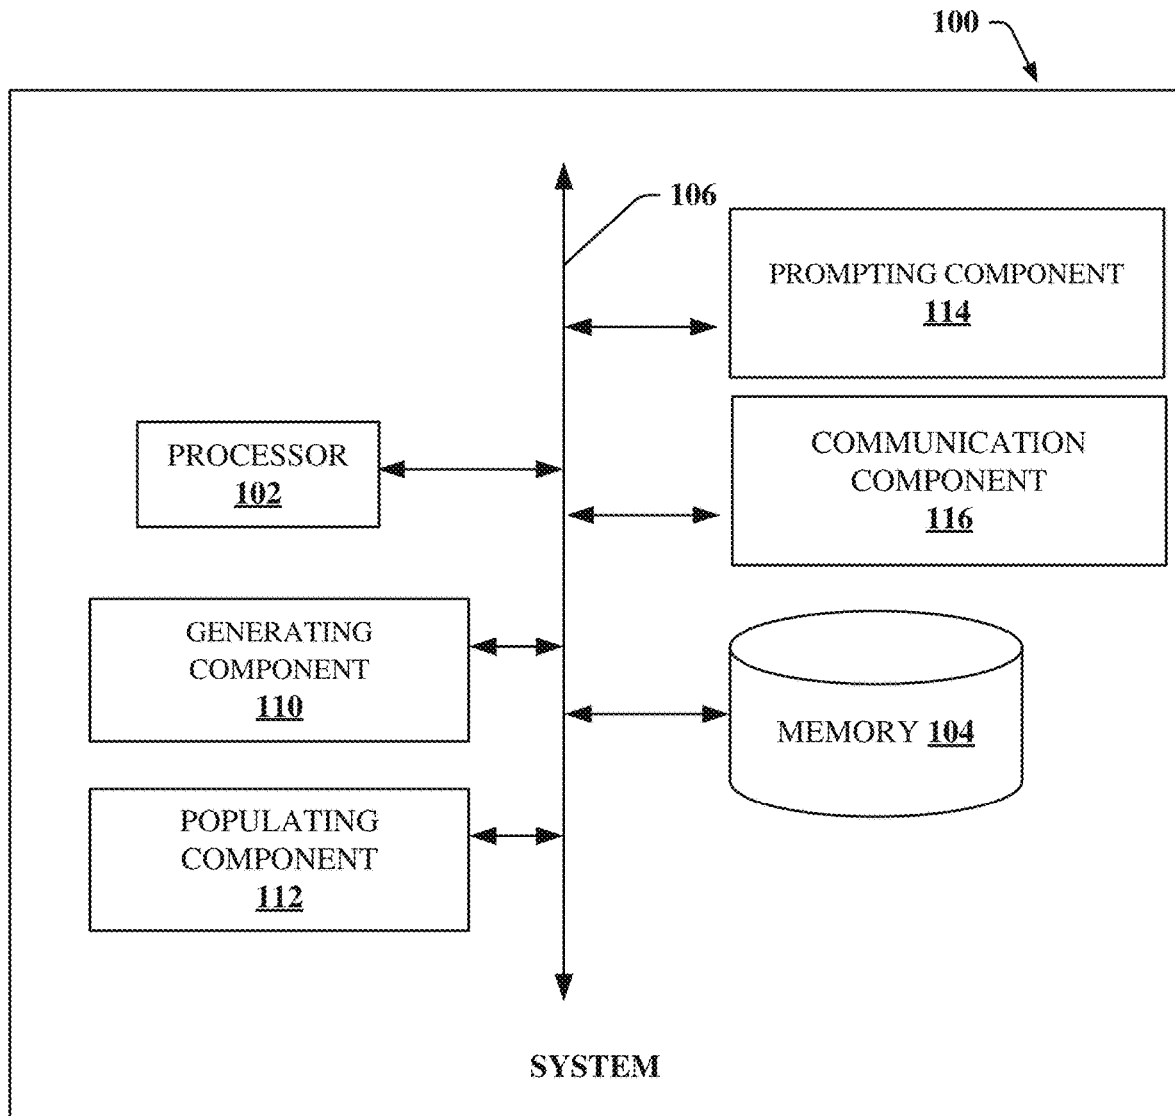 100
106
PROMPTING COMPONENT
114
PROCESSOR
102
COMMUNICATION
COMPONENT
116
GENERATING
COMPONENT
110
MEMORY 104
POPULATING
COMPONENT
112
SYSTEM